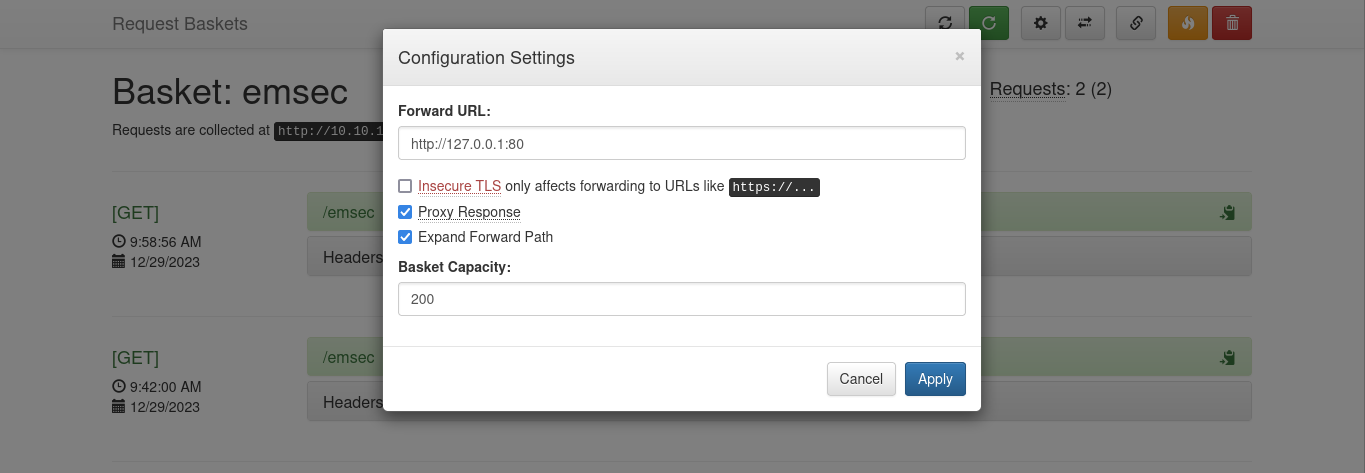 Request Baskets
Configuration Settings
×
Basket: emsec
Requests: 2 (2)
Requests are collected at http://10.10.1
Forward URL:
http://127.0.0.1:80
Insecure TLS only affects forwarding to URLs like https://...
Proxy Response
Expand Forward Path
Basket Capacity:
200
Cancel
Apply
[GET]
/emsec
9:58:56 AM
12/29/2023
Headers
[GET]
/emsec
9:42:00 AM
12/29/2023
Headers